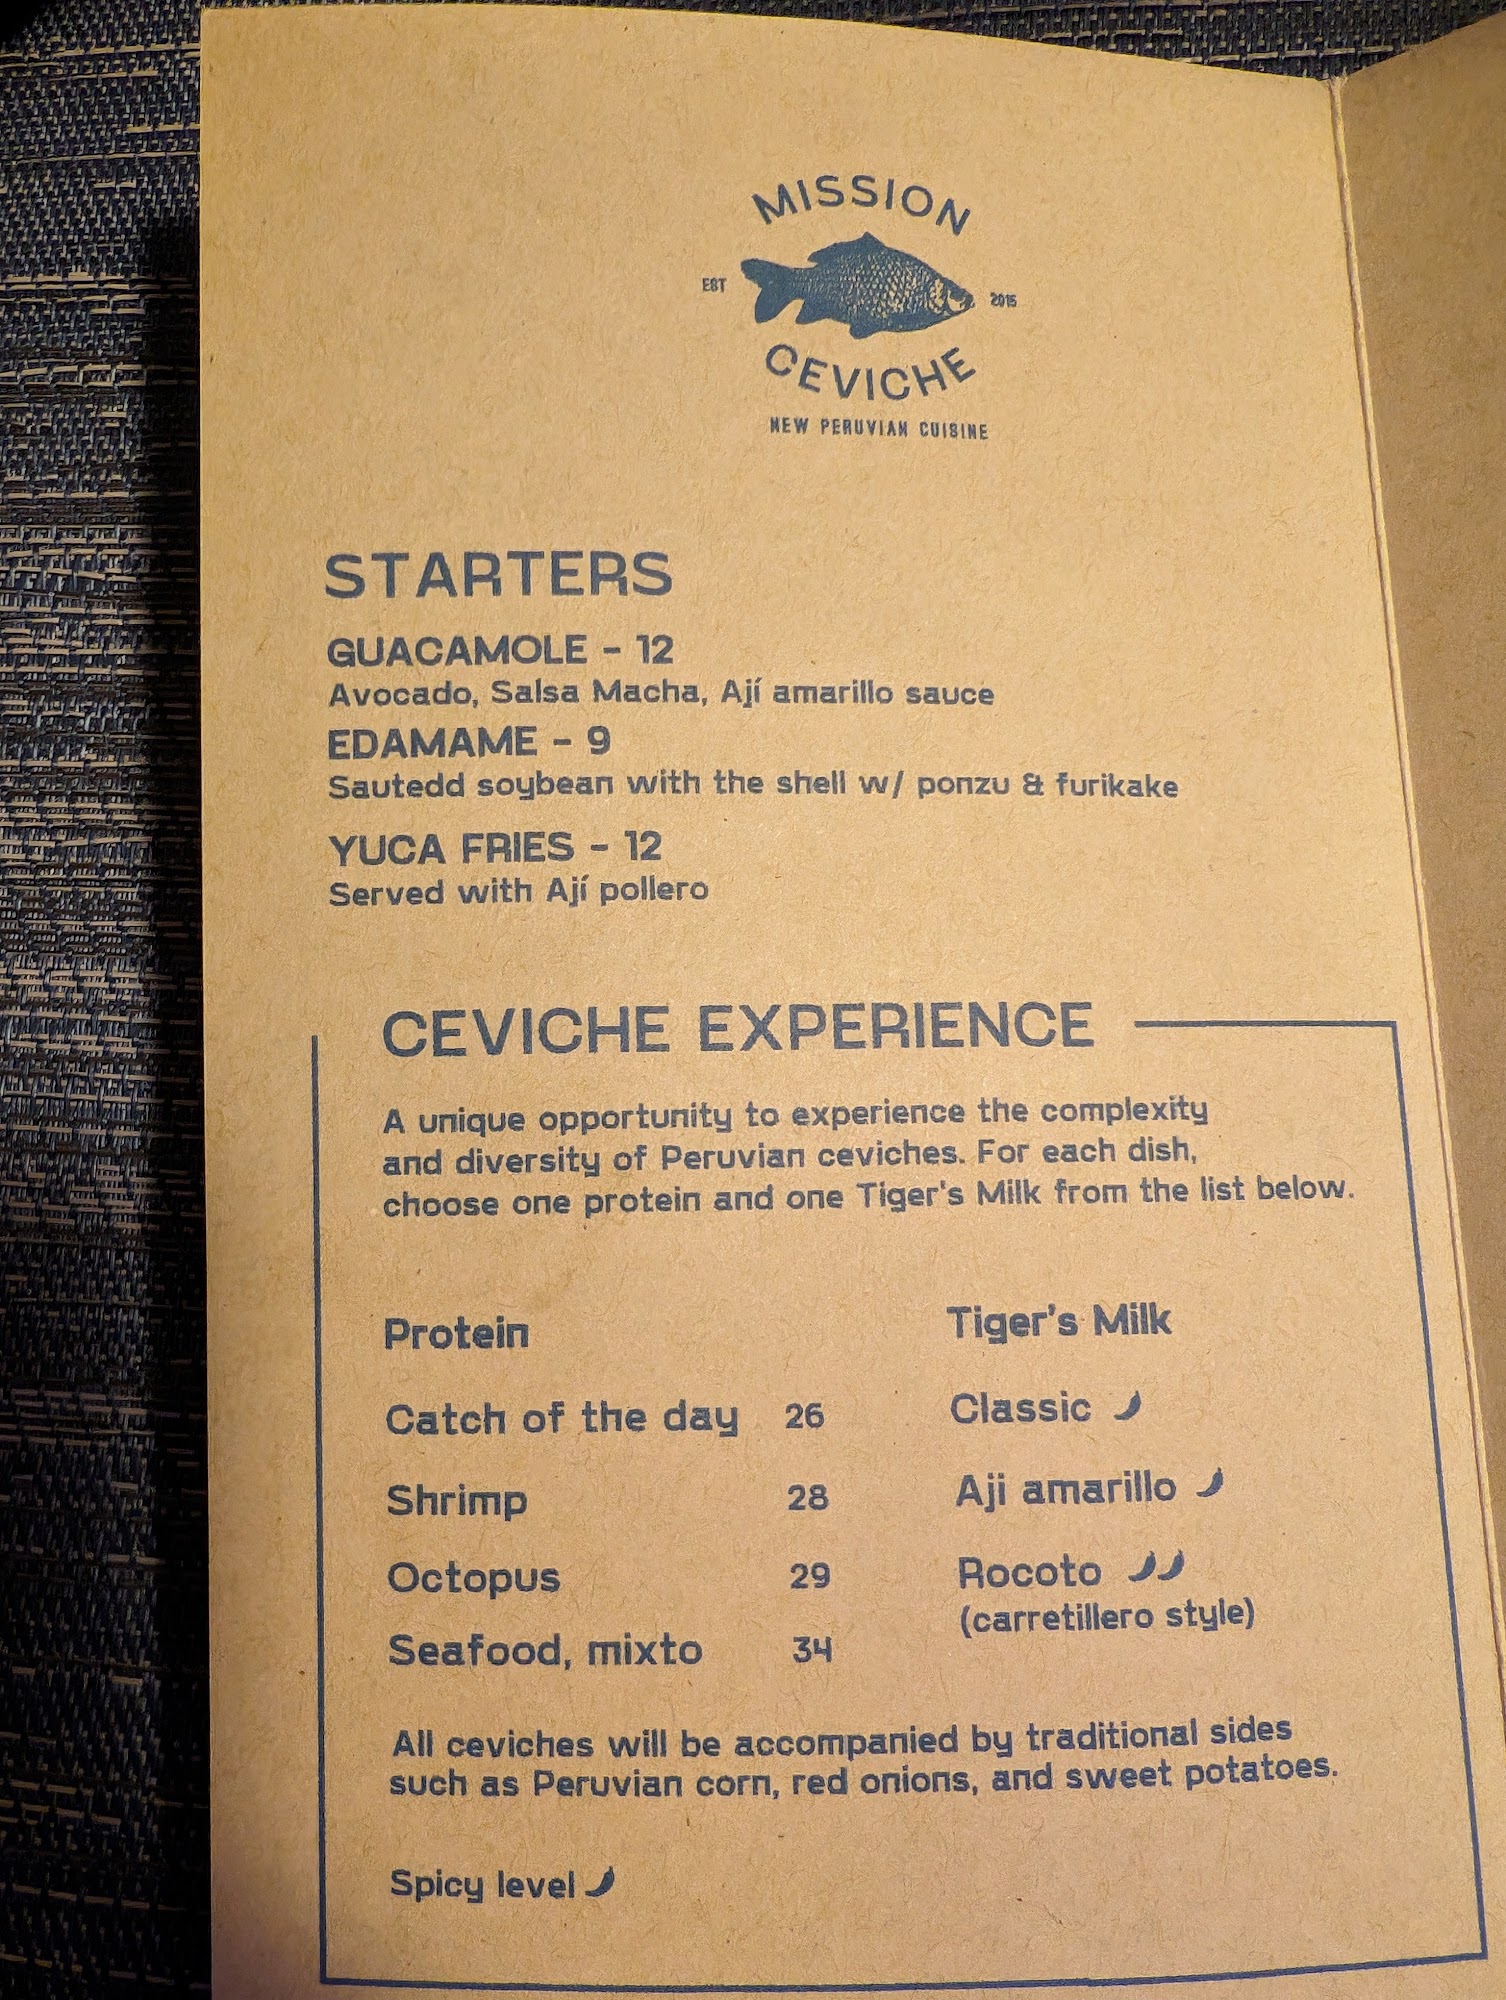 MISSION
EST 2015
CEVICHE
NEW PERUVIAN CUISINE
STARTERS
GUACAMOLE - 12
Avocado, Salsa Macha, Ají amarillo sauce
EDAMAME - 9
Sautedd soybean with the shell w/ ponzu & furikake
YUCA FRIES - 12
Served with Ají pollero
CEVICHE EXPERIENCE
A unique opportunity to experience the complexity
and diversity of Peruvian ceviches. For each dish,
choose one protein and one Tiger's Milk from the list below.
Protein
Catch of the day 26
Shrimp 28
Octopus 29
Seafood, mixto 34
Tiger's Milk
Classic
Aji amarillo
Rocoto
(carretillero style)
All ceviches will be accompanied by traditional sides
such as Peruvian corn, red onions, and sweet potatoes.
Spicy level